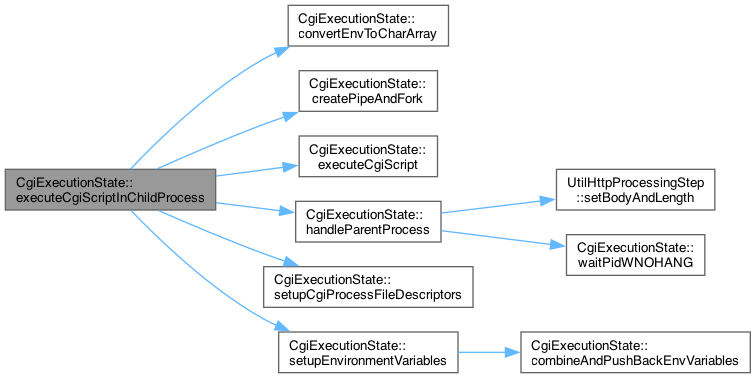 CgiExecutionState::
executeCgiScriptInChildProcess
CgiExecutionState::
convertEnvToCharArray
CgiExecutionState::
createPipeAndFork
CgiExecutionState::
executeCgiScript
CgiExecutionState::
handleParentProcess
UtilHttpProcessingStep
::setBodyAndLength
CgiExecutionState::
waitPidWNOHANG
CgiExecutionState::
setupCgiProcessFileDescriptors
CgiExecutionState::
setupEnvironmentVariables
CgiExecutionState::
combineAndPushBackEnvVariables